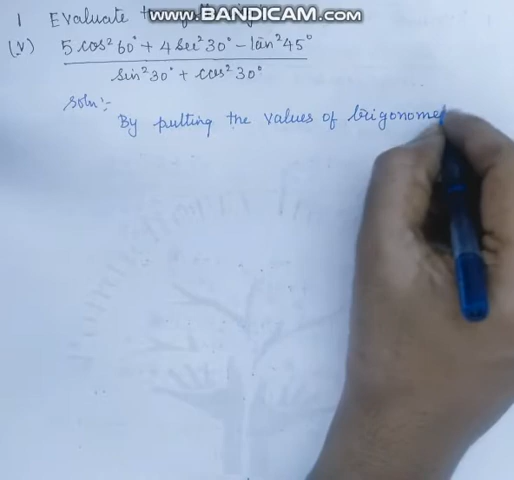 www.BANDICAM.com
1 Evaluate
(V) 5 cos² 60° + 4 sec² 30° - tan² 45°
sin² 30° + cos² 30°
Soln:-
By putting the values of trigonome